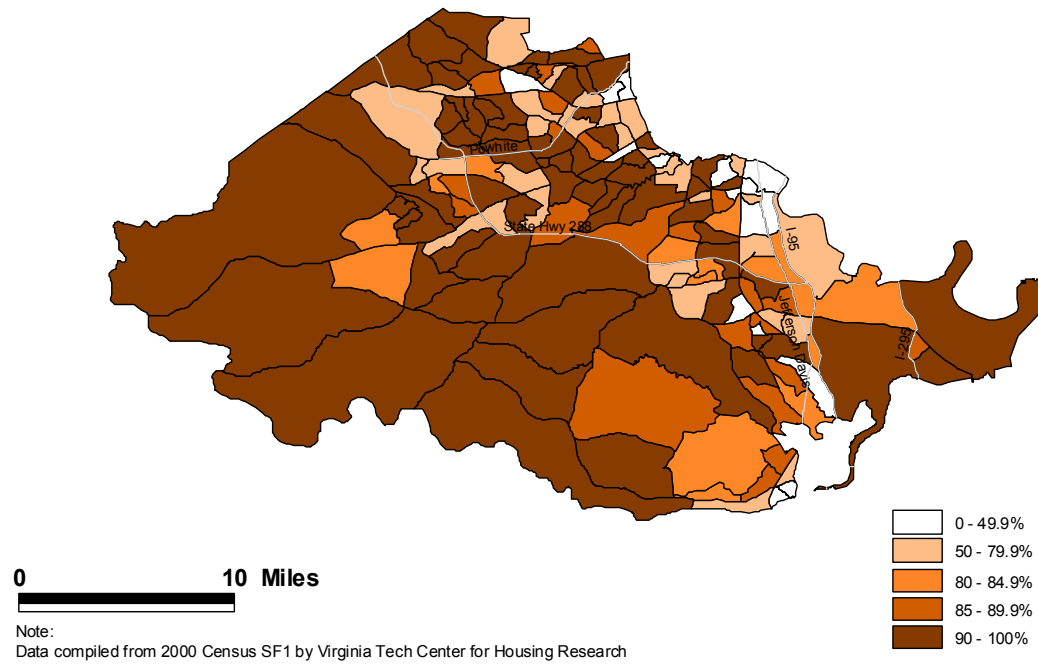 Powhite
State Hwy 288
I-95
Jefferson Davis
I-295
0 - 49.9%
50 - 79.9%
80 - 84.9%
85 - 89.9%
90 - 100%
0 10 Miles
Note:
Data compiled from 2000 Census SF1 by Virginia Tech Center for Housing Research